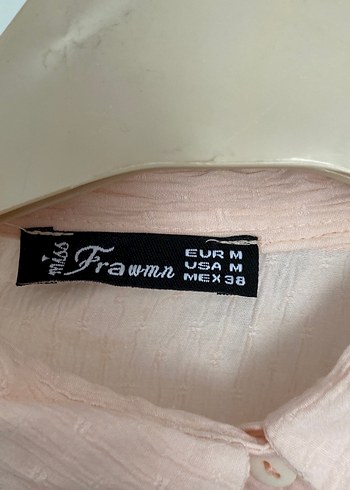 miss
Frawmn
EUR M
USA M
MEX 38